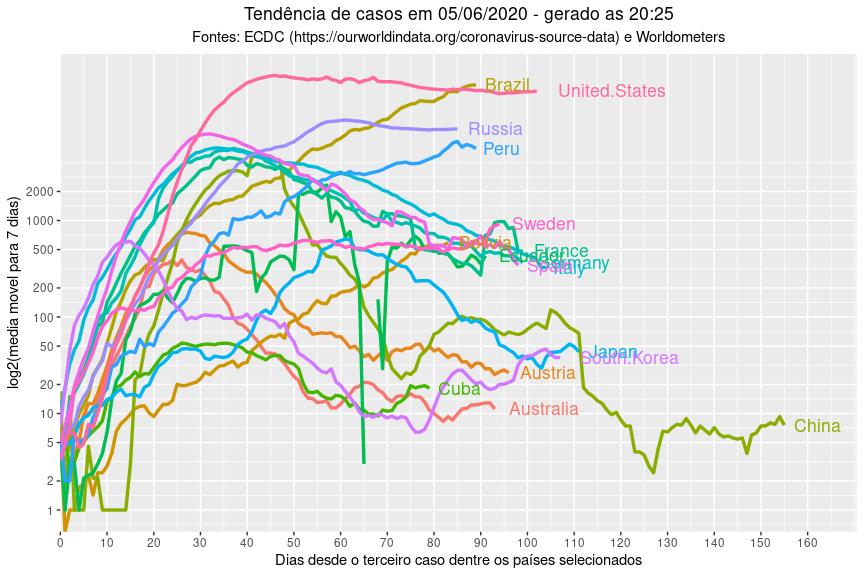 Tendência de casos em 05/06/2020 - gerado as 20:25
Fontes: ECDC (https://ourworldindata.org/coronavirus-source-data) e Worldometers
log2(media movel para 7 dias)
2000
1000
500
200
100
50
20
10
5
2
1
Brazil
United.States
Russia
Peru
Sweden
Bolivia
France
Ecuador
Germany
Spain
Italy
Japan
South.Korea
Austria
Cuba
Australia
China
0 10 20 30 40 50 60 70 80 90 100 110 120 130 140 150 160
Dias desde o terceiro caso dentre os países selecionados